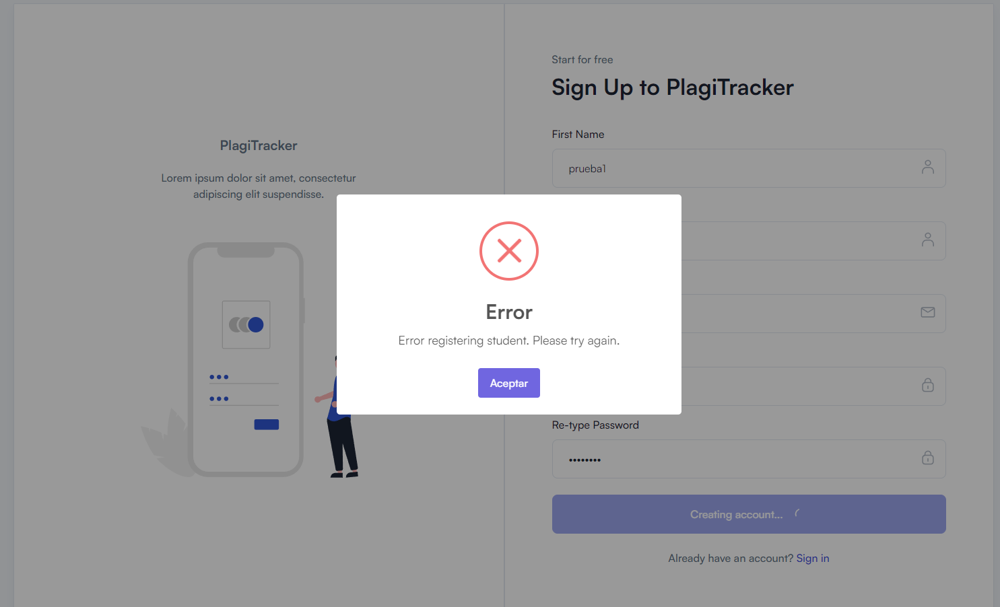 PlagiTracker
Lorem ipsum dolor sit amet, consectetur
adipiscing elit suspendisse.
Start for free
Sign Up to PlagiTracker
First Name
prueba1
Error
Error registering student. Please try again.
Aceptar
Re-type Password
••••••••
Creating account...
Already have an account? Sign in